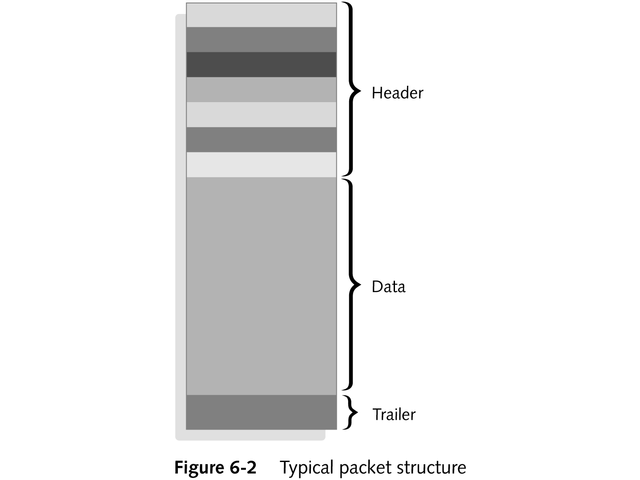 Header
Data
Trailer
Figure 6-2 Typical packet structure